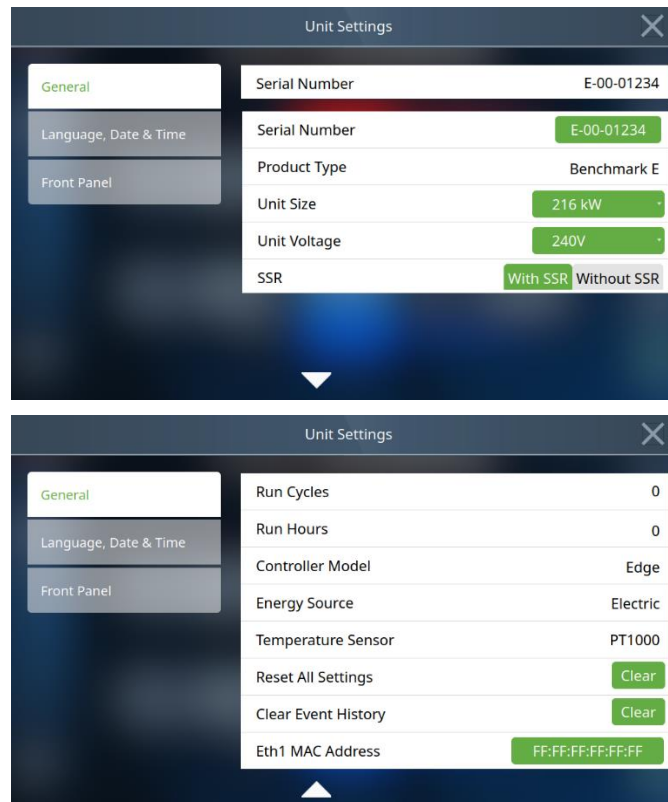 Unit Settings
General
Language, Date & Time
Front Panel
Serial Number E-00-01234
Serial Number E-00-01234
Product Type Benchmark E
Unit Size 216 kW
Unit Voltage 240V
SSR With SSR Without SSR
Unit Settings
General
Language, Date & Time
Front Panel
Run Cycles 0
Run Hours 0
Controller Model Edge
Energy Source Electric
Temperature Sensor PT1000
Reset All Settings Clear
Clear Event History Clear
Eth1 MAC Address FF:FF:FF:FF:FF:FF